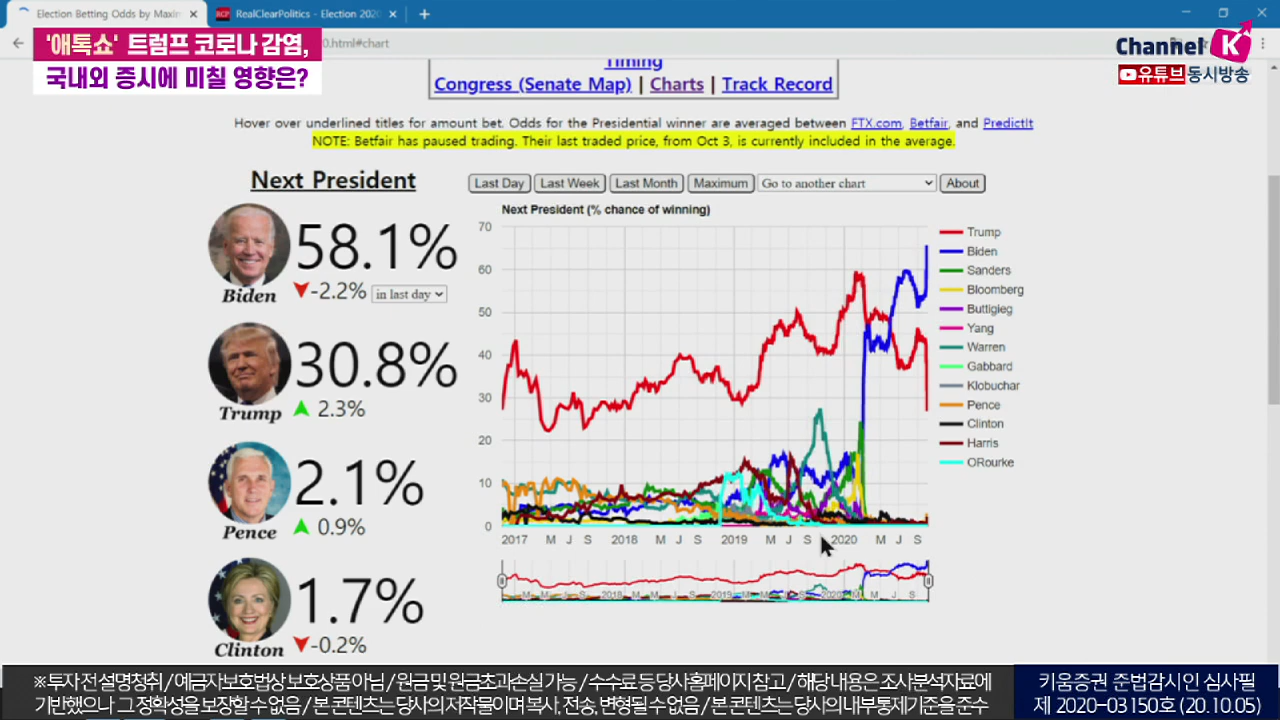 Election Betting Odds by Maxin
RealClearPolitics - Election 202
'애톡쇼' 트럼프 코로나 감염,
국내외 증시에 미칠 영향은?
0.html#chart
Channel K
유튜브 동시방송
Timing
Congress (Senate Map) | Charts | Track Record
Hover over underlined titles for amount bet. Odds for the Presidential winner are averaged between FTX.com, Betfair, and PredictIt
NOTE: Betfair has paused trading. Their last traded price, from Oct 3, is currently included in the average.
Next President
Last Day Last Week Last Month Maximum Go to another chart About
Next President (% chance of winning)
58.1%
Biden
-2.2% in last day
30.8%
Trump
2.3%
2.1%
Pence
0.9%
1.7%
Clinton
-0.2%
70
60
50
40
30
20
10
0
2017 M J S 2018 M J S 2019 M J S 2020 M J S
Trump
Biden
Sanders
Bloomberg
Buttigieg
Yang
Warren
Gabbard
Klobuchar
Pence
Clinton
Harris
ORourke
※ 투자 전 설명청취 / 예금자보호법상 보호상품 아님 / 원금 및 원금초과손실 가능 / 수수료 등 당사홈페이지 참고 / 해당 내용은 조사분석자료에
기반했으나 그 정확성을 보장할 수 없음 / 본 콘텐츠는 당사의 저작물이며 복사, 전송, 변형될 수 없음 / 본 콘텐츠는 당사의 내부통제기준을 준수
키움증권 준법감시인 심사필
제 2020-03150호 (20.10.05)